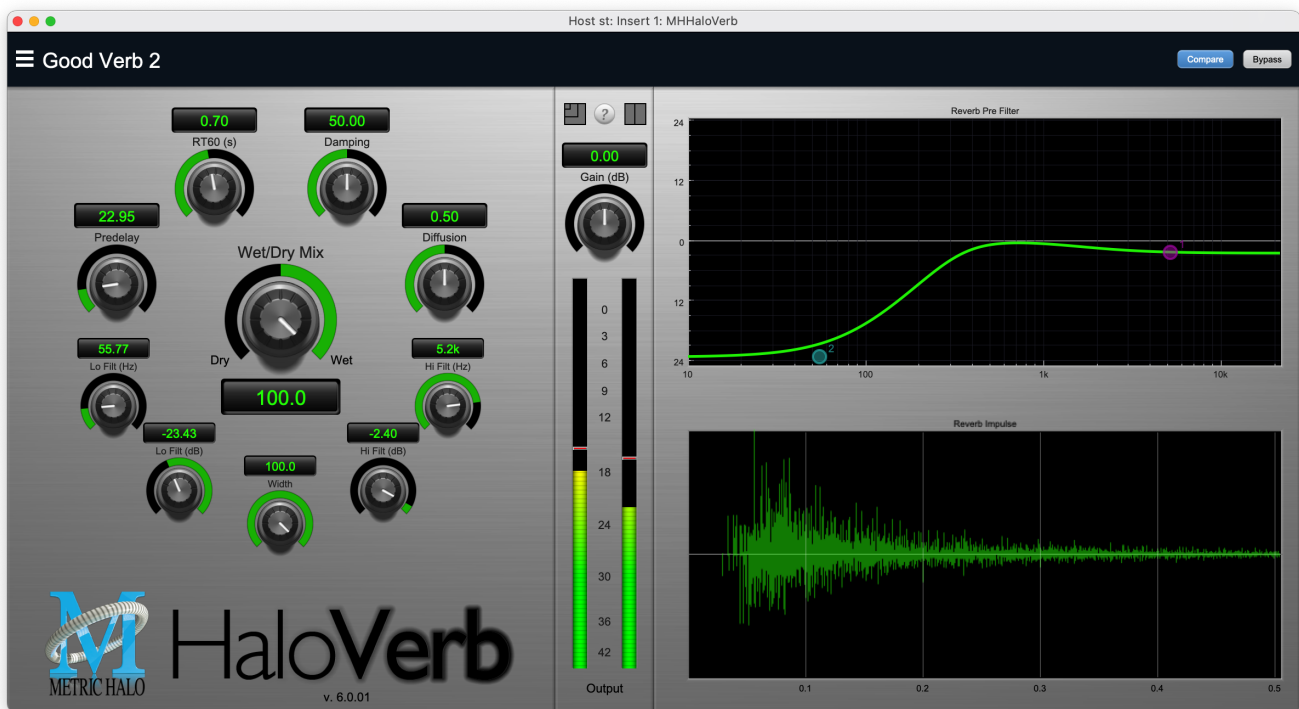 Host st: Insert 1: MHHaloVerb
Good Verb 2
Compare
Bypass
0.70
RT60 (s)
50.00
Damping
22.95
Predelay
0.50
Diffusion
Wet/Dry Mix
Dry
Wet
100.0
55.77
Lo Filt (Hz)
5.2k
Hi Filt (Hz)
-23.43
Lo Filt (dB)
-2.40
Hi Filt (dB)
100.0
Width
METRIC HALO
HaloVerb
v. 6.0.01
?
0.00
Gain (dB)
0
3
6
9
12
18
24
30
36
42
Output
Reverb Pre Filter
24
12
0
12
24
1
2
10
100
1k
10k
Reverb Impulse
0.1
0.2
0.3
0.4
0.5